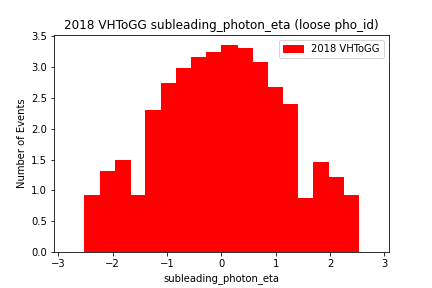 2018 VHToGG subleading_photon_eta (loose pho_id)
2018 VHToGG
Number of Events
3.5
3.0
2.5
2.0
1.5
1.0
0.5
0.0
−3 −2 −1 0 1 2 3
subleading_photon_eta